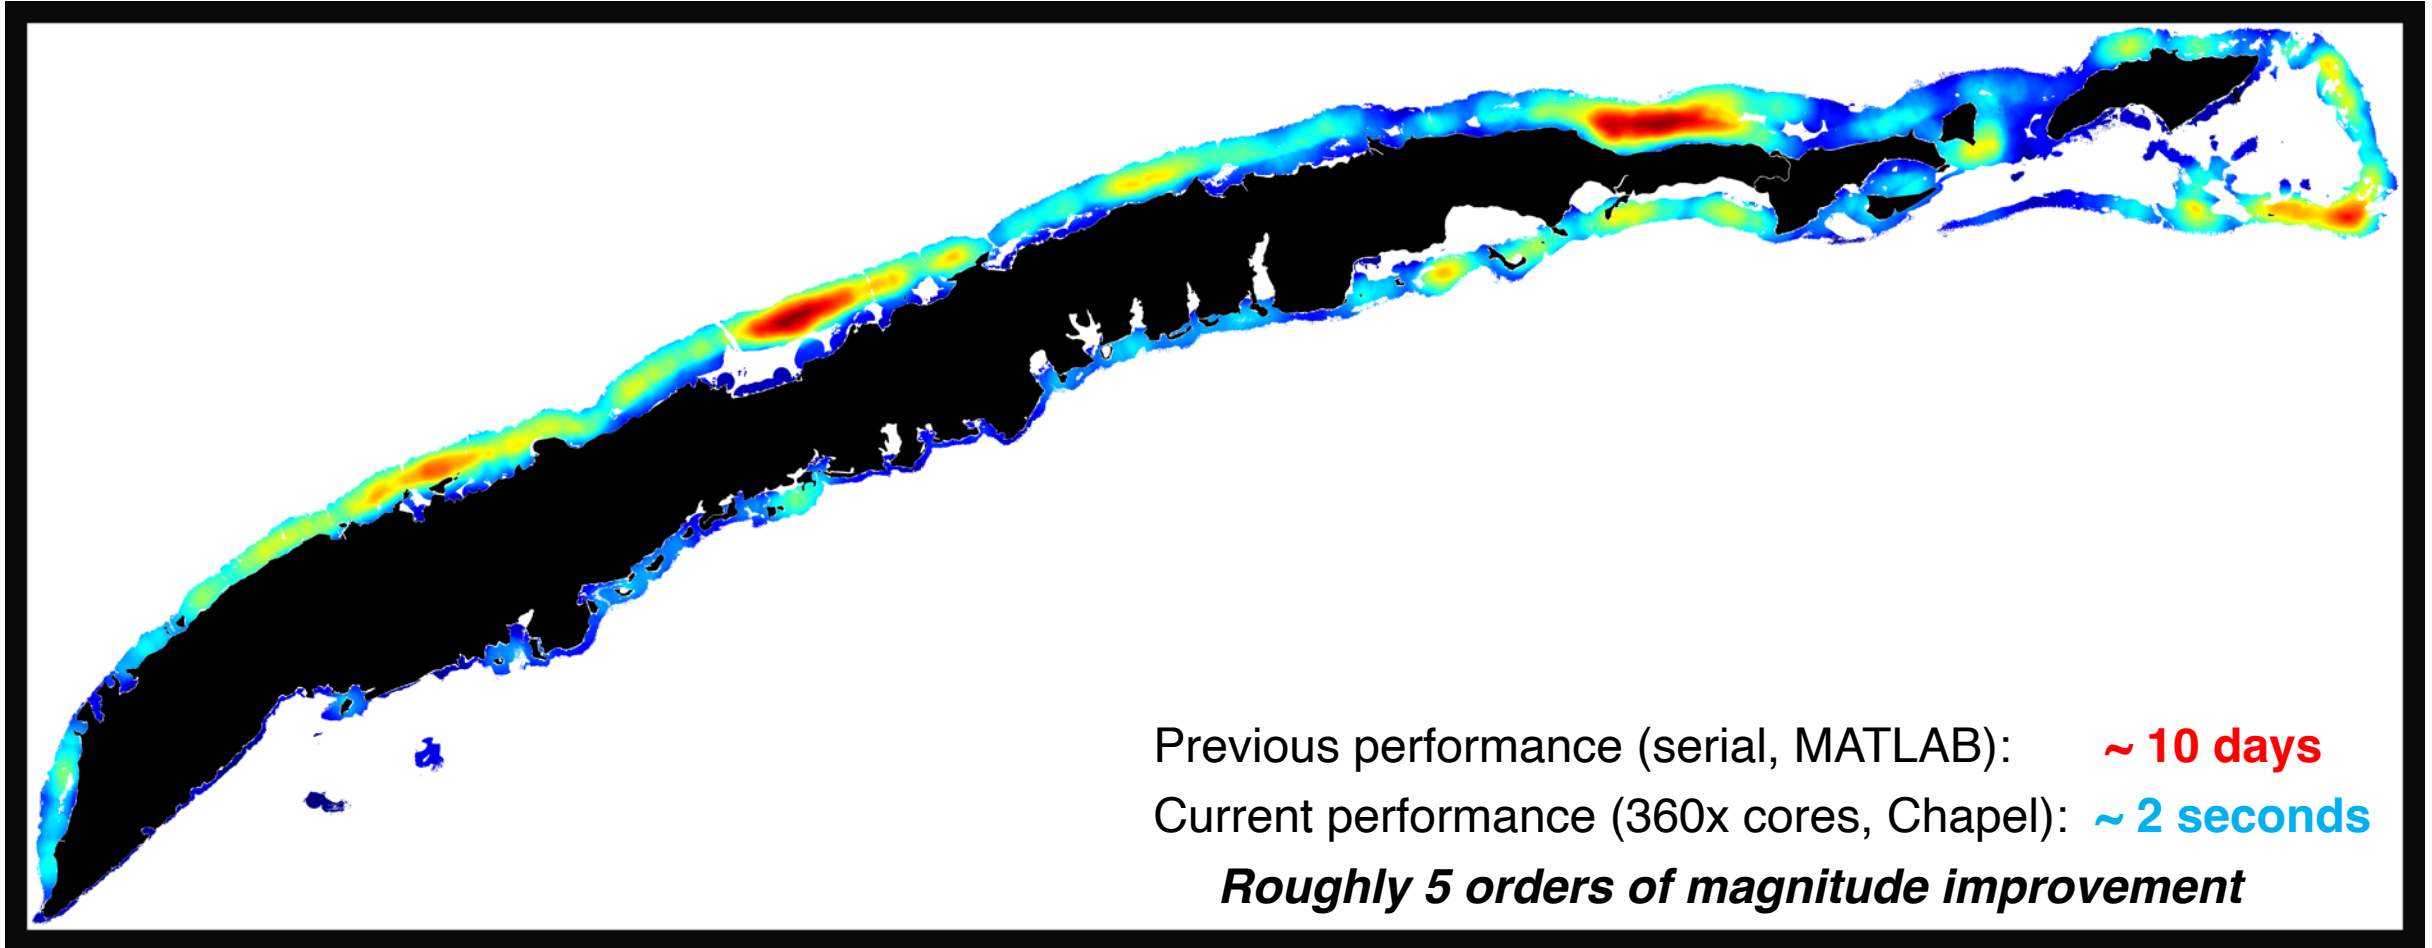 Previous performance (serial, MATLAB): ~ 10 days
Current performance (360x cores, Chapel): ~ 2 seconds
Roughly 5 orders of magnitude improvement